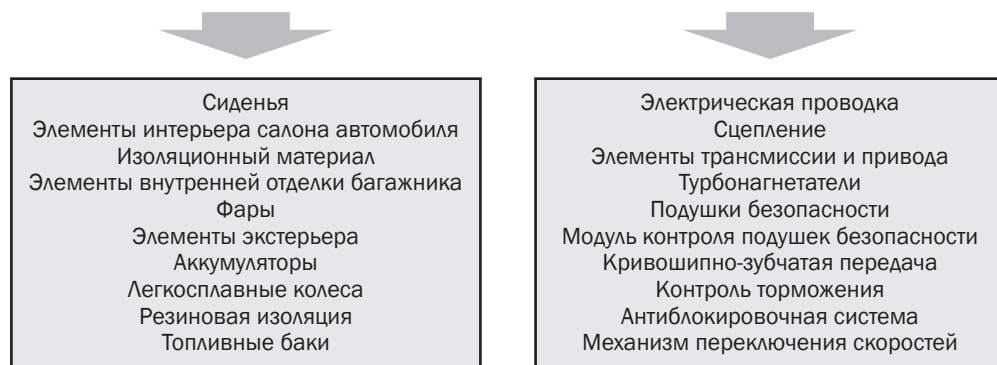 Сиденья
Элементы интерьера салона автомобиля
Изоляционный материал
Элементы внутренней отделки багажника
Фары
Элементы экстерьера
Аккумуляторы
Легкосплавные колеса
Резиновая изоляция
Топливные баки
Электрическая проводка
Сцепление
Элементы трансмиссии и привода
Турбонагнетатели
Подушки безопасности
Модуль контроля подушек безопасности
Кривошипно-зубчатая передача
Контроль торможения
Антиблокировочная система
Механизм переключения скоростей